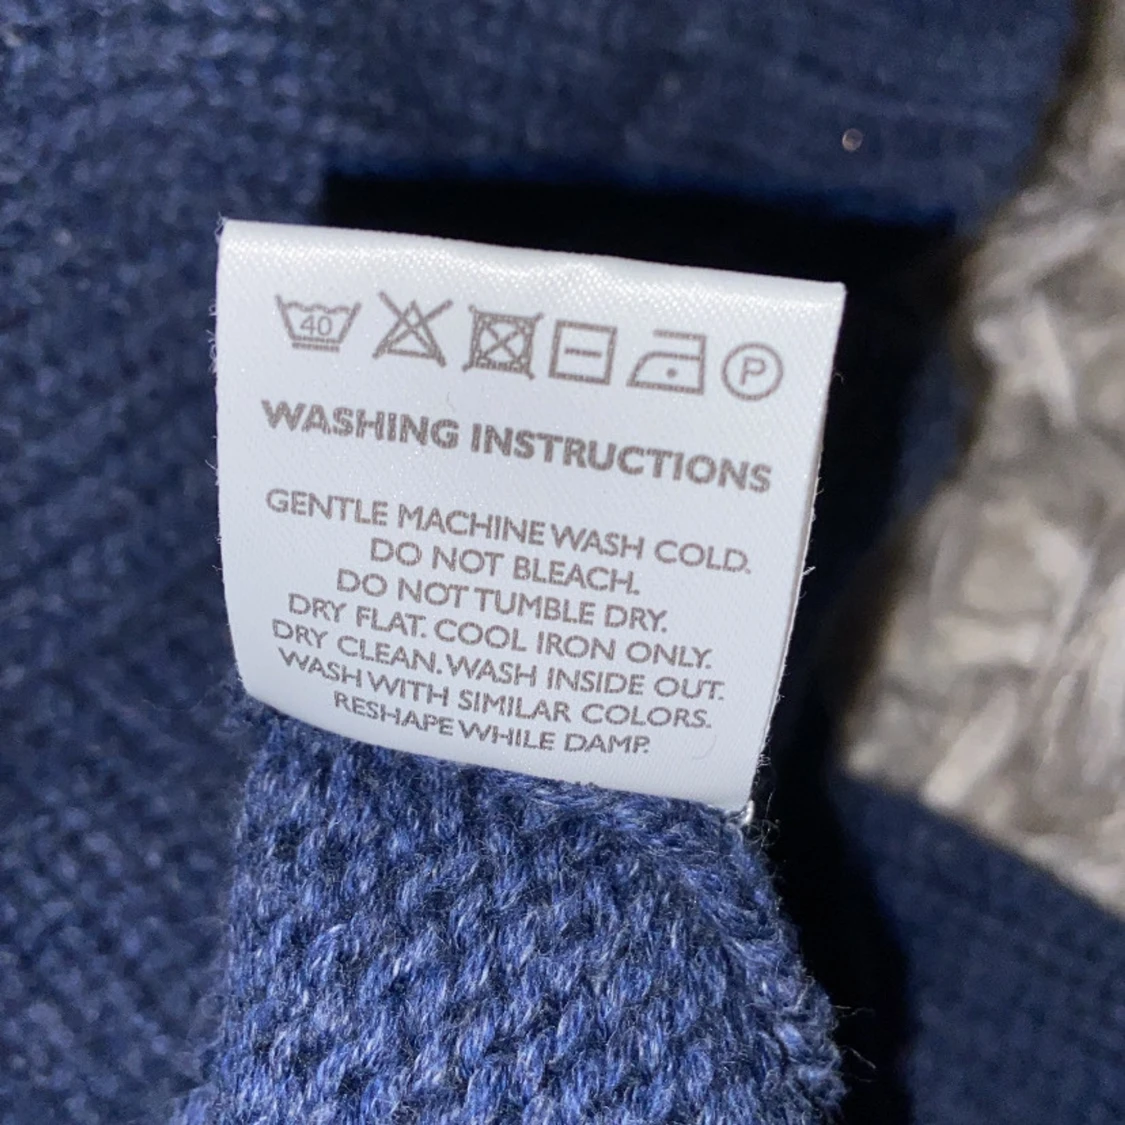 40 P
WASHING INSTRUCTIONS
GENTLE MACHINE WASH COLD.
DO NOT BLEACH.
DO NOT TUMBLE DRY.
DRY FLAT. COOL IRON ONLY.
DRY CLEAN. WASH INSIDE OUT.
WASH WITH SIMILAR COLORS.
RESHAPE WHILE DAMP.